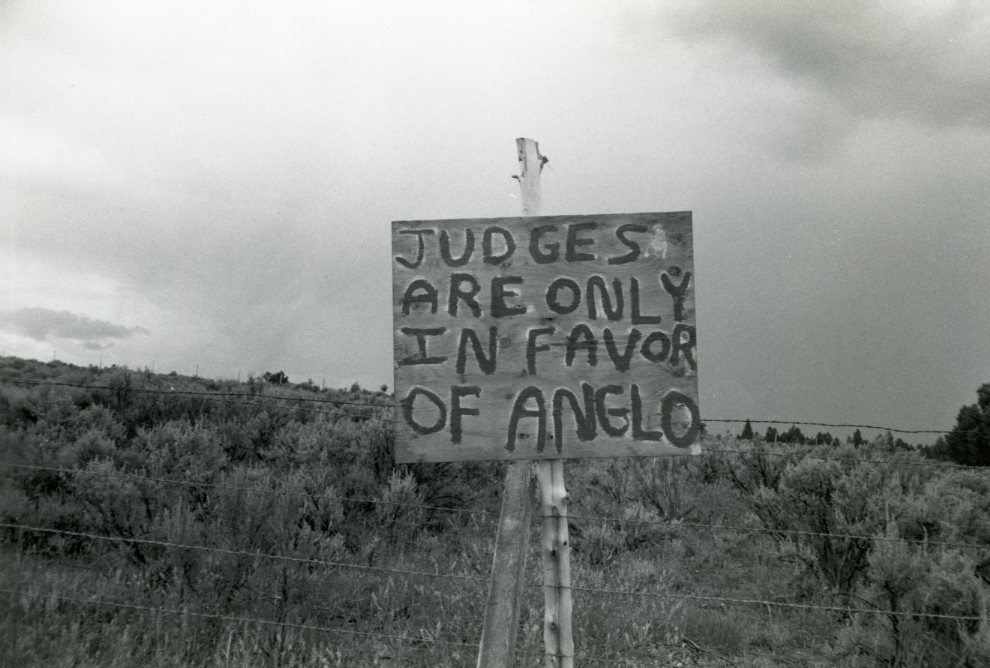 JUDGES
ARE ONLY
IN FAVOR
OF ANGLO